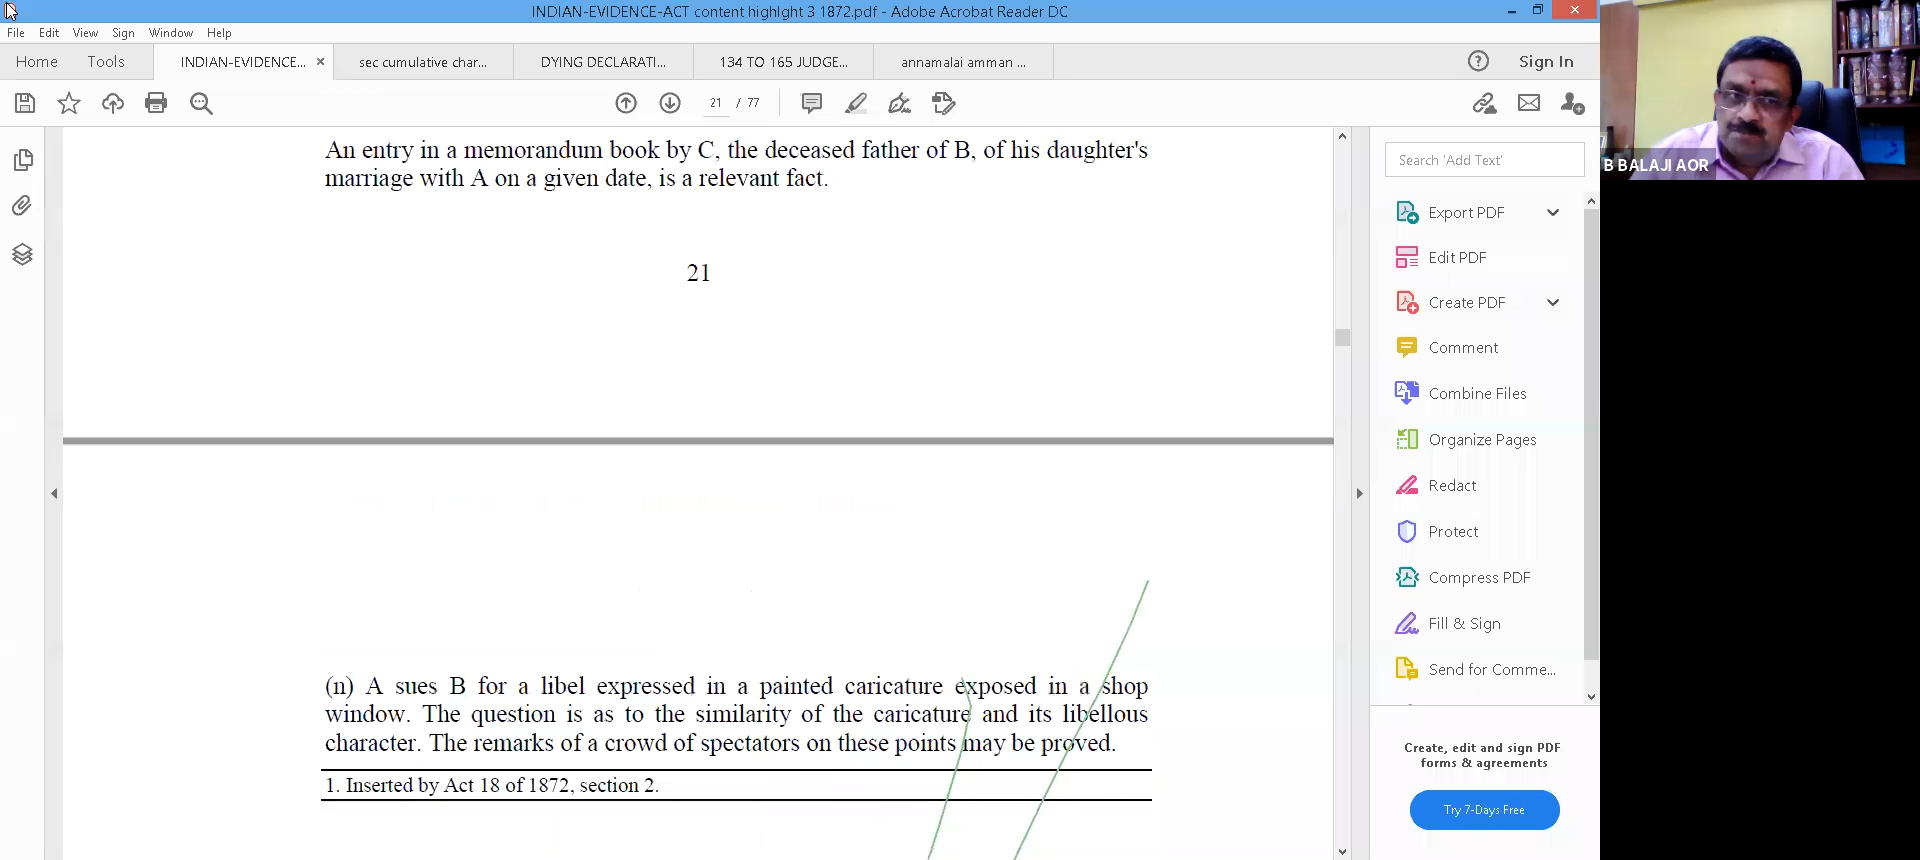 INDIAN-EVIDENCE-ACT content highlght 3 1872.pdf - Adobe Acrobat Reader DC
File Edit View Sign Window Help
Home Tools INDIAN-EVIDENCE... × sec cumulative char... DYING DECLARATI... 134 TO 165 JUDGE... annamalai amman ... Sign In
21 / 77
An entry in a memorandum book by C, the deceased father of B, of his daughter's
marriage with A on a given date, is a relevant fact.
21
(n) A sues B for a libel expressed in a painted caricature exposed in a shop
window. The question is as to the similarity of the caricature and its libellous
character. The remarks of a crowd of spectators on these points may be proved.
1. Inserted by Act 18 of 1872, section 2.
Search 'Add Text'
Export PDF
Edit PDF
Create PDF
Comment
Combine Files
Organize Pages
Redact
Protect
Compress PDF
Fill & Sign
Send for Comme...
Create, edit and sign PDF
forms & agreements
Try 7-Days Free
B BALAJI AOR